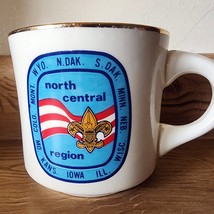 WYO. N.DAK. S.DAK. MINN. NEB. WISC. ILL. IOWA KANS. MO. COLO. MONT.
north
central
region